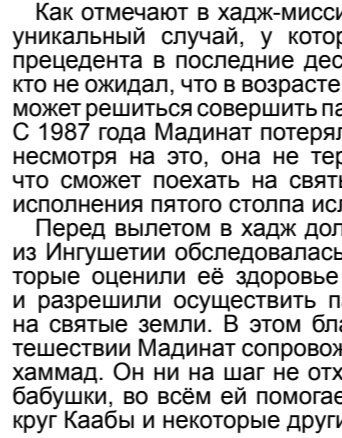 Как отмечают в хадж-мисси
уникальный случай, у кото
прецедента в последние дес
кто не ожидал, что в возрасте
может решиться совершить па
С 1987 года Мадинат потерял
несмотря на это, она не тер
что сможет поехать на свят
исполнения пятого столпа исл
Перед вылетом в хадж дол
из Ингушетии обследовалась
торые оценили её здоровье
и разрешили осуществить п
на святые земли. В этом бла
тешествии Мадинат сопровож
хаммад. Он ни на шаг не отх
бабушки, во всём ей помогае
круг Каабы и некоторые други